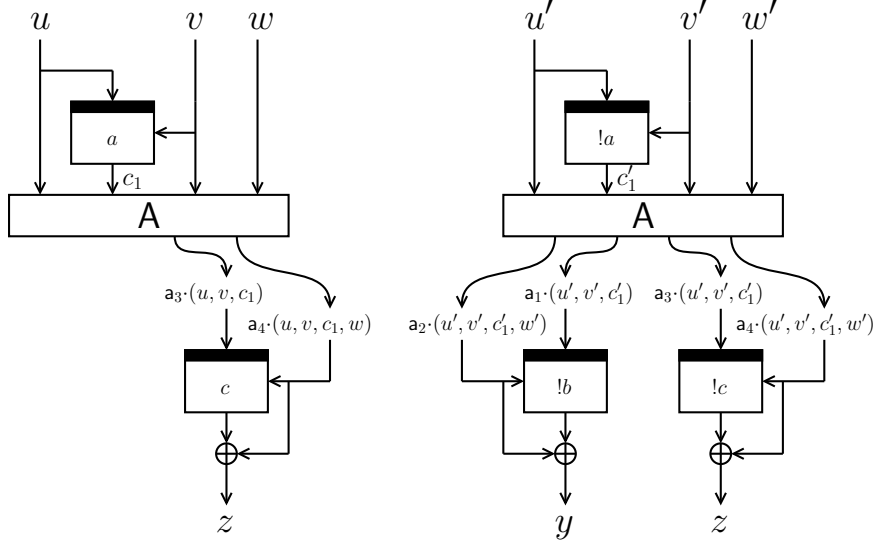 u v w u′ v′ w′
a !a
c₁ c′₁
A A
a₃·(u, v, c₁) a₁·(u′, v′, c′₁) a₃·(u′, v′, c′₁)
a₄·(u, v, c₁, w) a₂·(u′, v′, c′₁, w′) a₄·(u′, v′, c′₁, w′)
c !b !c
z y z